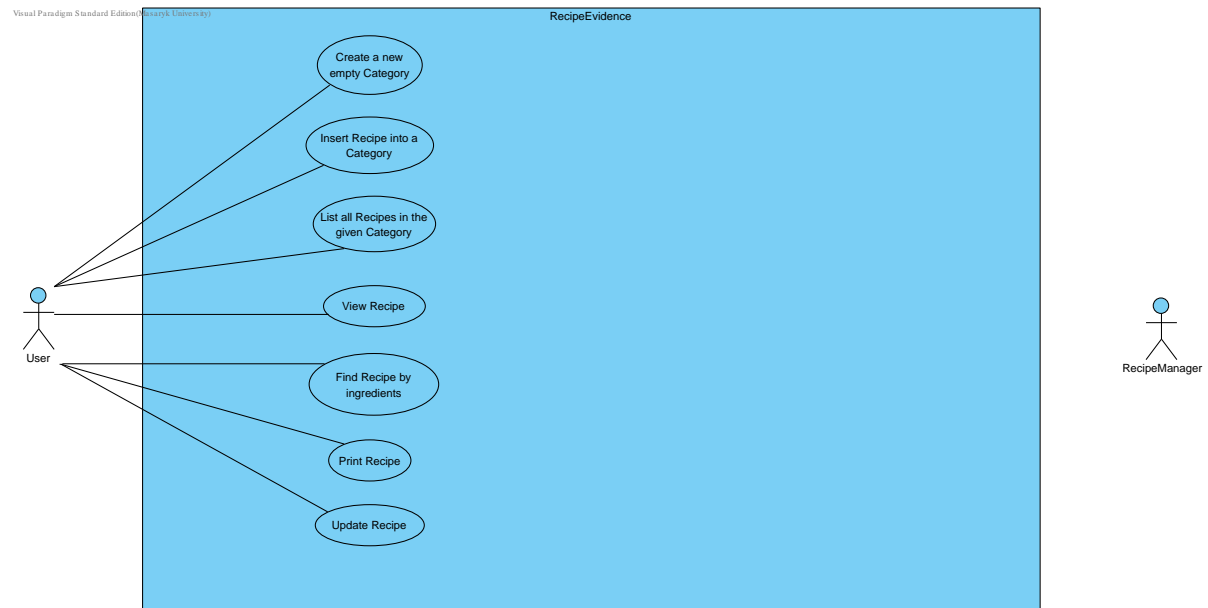 Visual Paradigm Standard Edition(Masaryk University)
RecipeEvidence
Create a new
empty Category
Insert Recipe into a
Category
List all Recipes in the
given Category
View Recipe
User
RecipeManager
Find Recipe by
ingredients
Print Recipe
Update Recipe